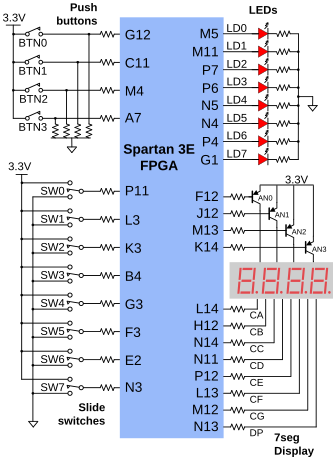 Push
buttons
3.3V
BTN0
BTN1
BTN2
BTN3
G12
C11
M4
A7
LEDs
M5 LD0
M11 LD1
P7 LD2
P6 LD3
N5 LD4
N4 LD5
P4 LD6
G1 LD7
Spartan 3E
FPGA
3.3V
SW0 P11
SW1 L3
SW2 K3
SW3 B4
SW4 G3
SW5 F3
SW6 E2
SW7 N3
Slide
switches
3.3V
F12 AN0
J12 AN1
M13 AN2
K14 AN3
8.8.8.8.
L14 CA
H12 CB
N14 CC
N11 CD
P12 CE
L13 CF
M12 CG
N13 DP
7seg
Display